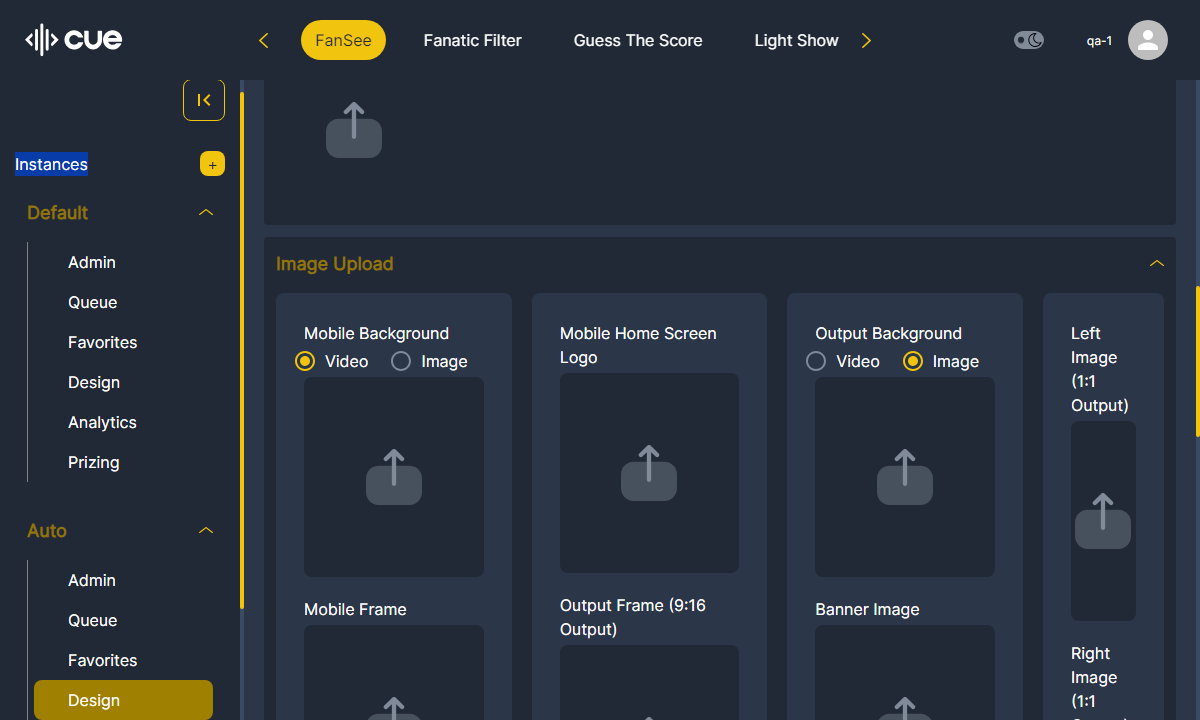 cue
FanSee
Fanatic Filter
Guess The Score
Light Show
qa-1
Instances
+
Default
Admin
Queue
Favorites
Design
Analytics
Prizing
Auto
Admin
Queue
Favorites
Design
Image Upload
Mobile Background
Video
Image
Mobile Frame
Mobile Home Screen
Logo
Output Frame (9:16
Output)
Output Background
Video
Image
Banner Image
Left
Image
(1:1
Output)
Right
Image
(1:1